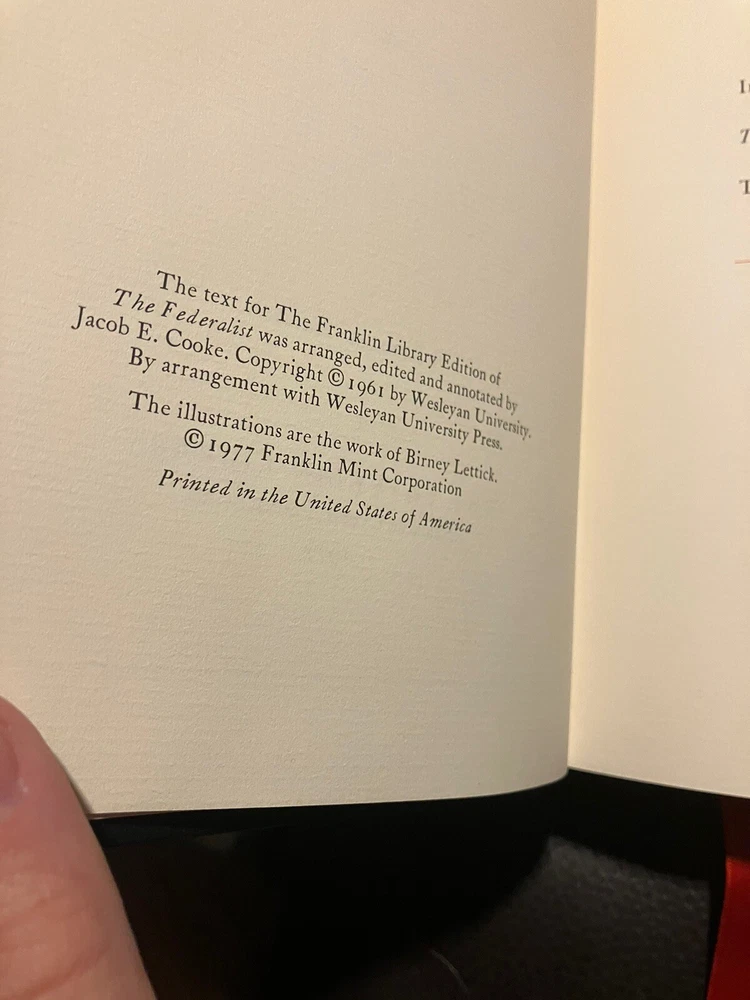 The text for The Franklin Library Edition of
The Federalist was arranged, edited and annotated by
Jacob E. Cooke. Copyright © 1961 by Wesleyan University.
By arrangement with Wesleyan University Press.
The illustrations are the work of Birney Lettick.
© 1977 Franklin Mint Corporation
Printed in the United States of America